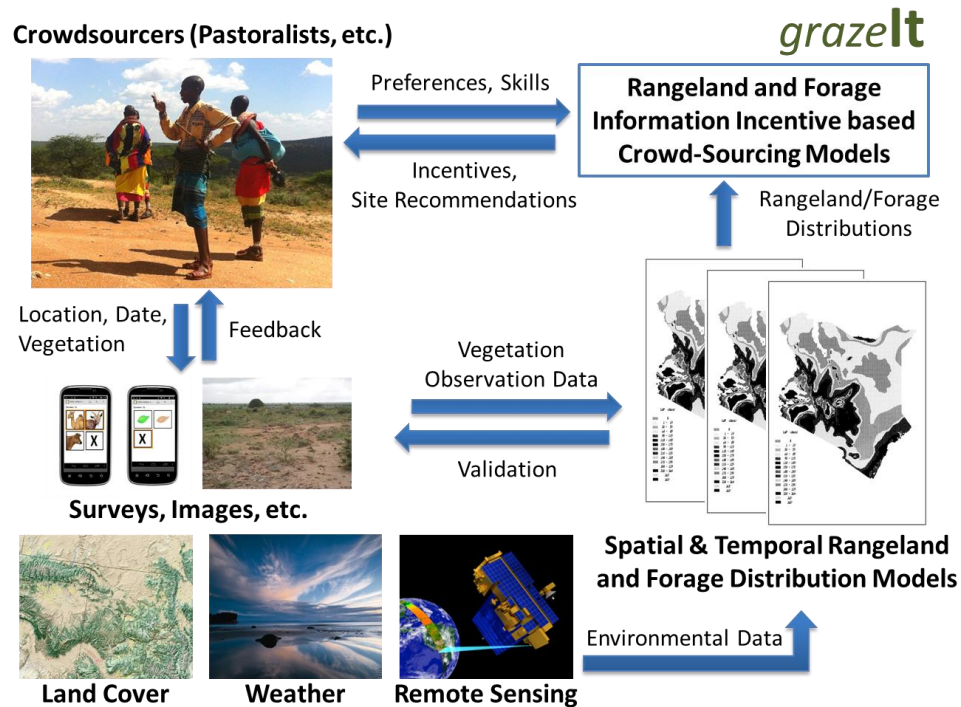 Crowdsourcers (Pastoralists, etc.)
grazeIt
Preferences, Skills
Incentives,
Site Recommendations
Rangeland and Forage
Information Incentive based
Crowd-Sourcing Models
Rangeland/Forage
Distributions
Location, Date,
Vegetation
Feedback
Vegetation
Observation Data
Validation
X
X
Surveys, Images, etc.
Spatial & Temporal Rangeland
and Forage Distribution Models
Environmental Data
Land Cover
Weather
Remote Sensing